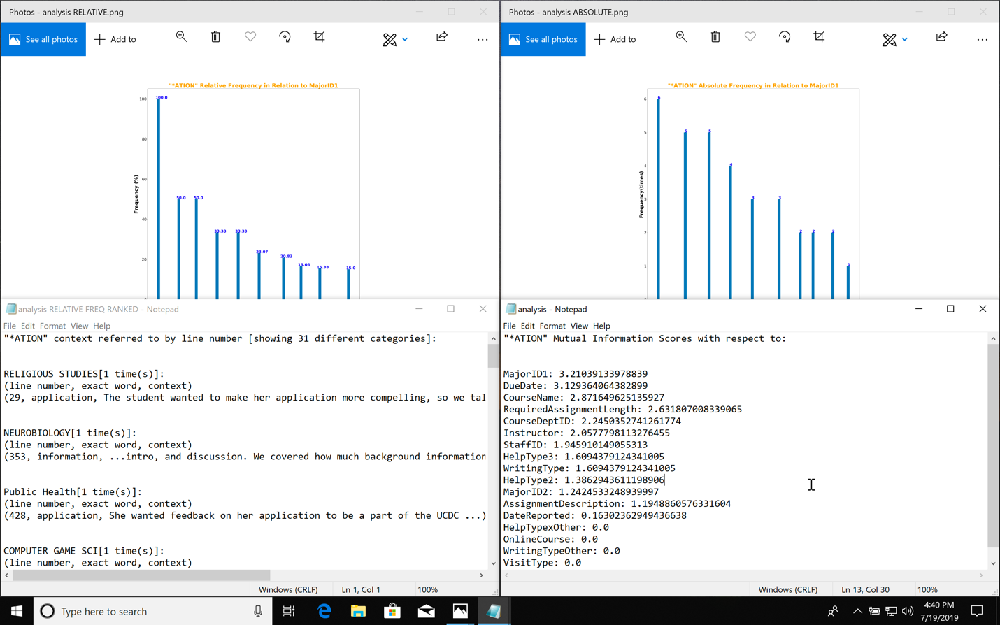 Photos - analysis RELATIVE.png
See all photos
Add to
"*ATION" Relative Frequency in Relation to MajorID1
Frequency (%)
100
80
60
40
20
100.0
50.0
50.0
33.33
33.33
23.07
20.83
16.66
15.38
15.0
Photos - analysis ABSOLUTE.png
See all photos
Add to
"*ATION" Absolute Frequency in Relation to MajorID1
Frequency(times)
6
5
4
3
2
1
6
5
5
4
3
3
2
2
2
1
analysis RELATIVE FREQ RANKED - Notepad
File Edit Format View Help
"*ATION" context referred to by line number [showing 31 different categories]:
RELIGIOUS STUDIES[1 time(s)]:
(line number, exact word, context)
(29, application, The student wanted to make her application more compelling, so we tal
NEUROBIOLOGY[1 time(s)]:
(line number, exact word, context)
(353, information, ...intro, and discussion. We covered how much background information
Public Health[1 time(s)]:
(line number, exact word, context)
(428, application, She wanted feedback on her application to be a part of the UCDC ...)
COMPUTER GAME SCI[1 time(s)]:
(line number, exact word, context)
Windows (CRLF) Ln 1, Col 1 100%
analysis - Notepad
File Edit Format View Help
"*ATION" Mutual Information Scores with respect to:
MajorID1: 3.21039133978839
DueDate: 3.129364064382899
CourseName: 2.871649625135927
RequiredAssignmentLength: 2.631807008339065
CourseDeptID: 2.2450352741261774
Instructor: 2.0577798113276455
StaffID: 1.945910149055313
HelpType3: 1.6094379124341005
WritingType: 1.6094379124341005
HelpType2: 1.3862943611198906
MajorID2: 1.2424533248939997
AssignmentDescription: 1.1948860576331604
DateReported: 0.16302362949436638
HelpTypexOther: 0.0
OnlineCourse: 0.0
WritingTypeOther: 0.0
VisitType: 0.0
Windows (CRLF) Ln 13, Col 30 100%
Type here to search
4:40 PM
7/19/2019